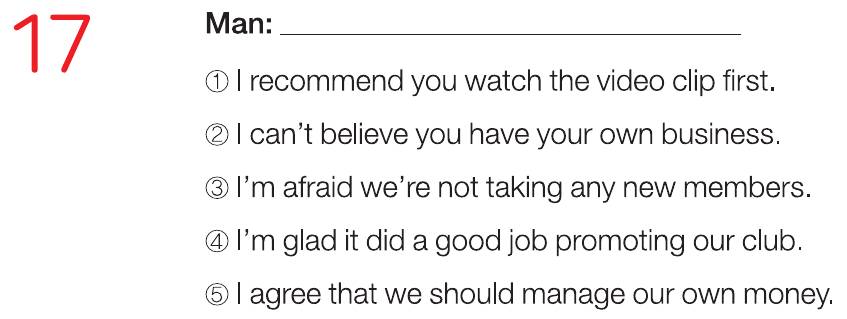 17
Man: ______________________________
① I recommend you watch the video clip first.
② I can't believe you have your own business.
③ I'm afraid we're not taking any new members.
④ I'm glad it did a good job promoting our club.
⑤ I agree that we should manage our own money.